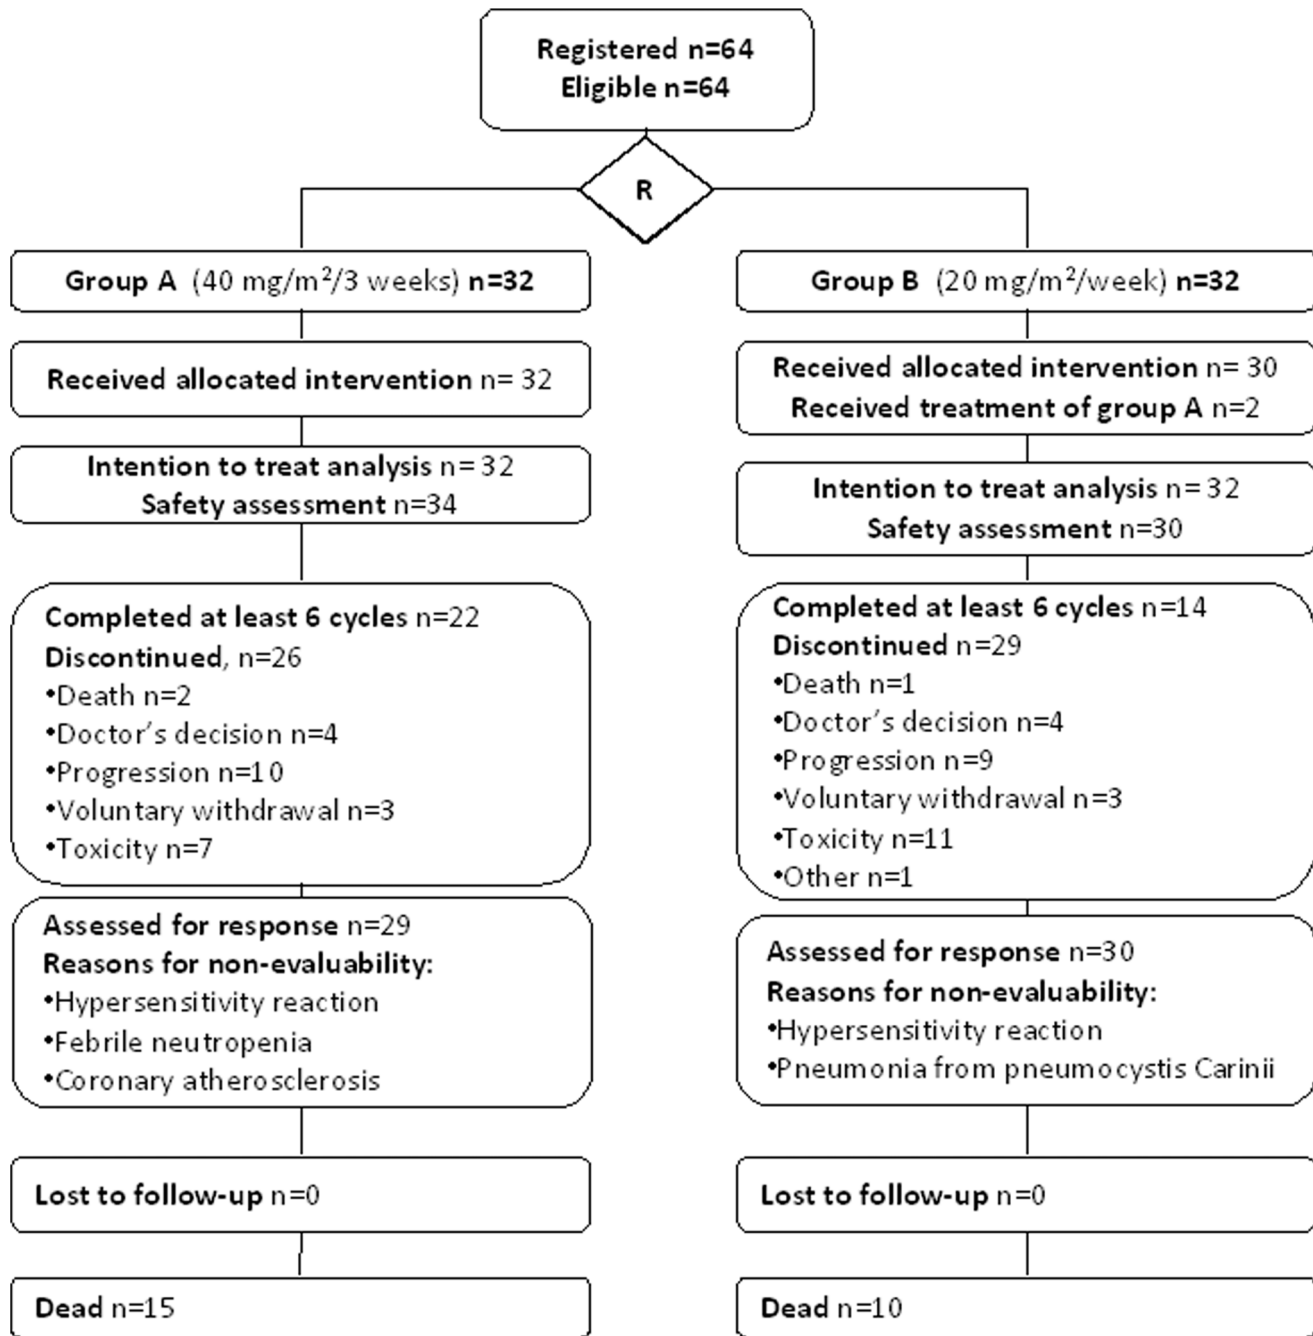 Registered n=64
Eligible n=64
R
Group A (40 mg/m²/3 weeks) n=32
Received allocated intervention n= 32
Intention to treat analysis n= 32
Safety assessment n=34
Completed at least 6 cycles n=22
Discontinued, n=26
•Death n=2
•Doctor’s decision n=4
•Progression n=10
•Voluntary withdrawal n=3
•Toxicity n=7
Assessed for response n=29
Reasons for non-evaluability:
•Hypersensitivity reaction
•Febrile neutropenia
•Coronary atherosclerosis
Lost to follow-up n=0
Dead n=15
Group B (20 mg/m²/week) n=32
Received allocated intervention n= 30
Received treatment of group A n=2
Intention to treat analysis n= 32
Safety assessment n=30
Completed at least 6 cycles n=14
Discontinued n=29
•Death n=1
•Doctor’s decision n=4
•Progression n=9
•Voluntary withdrawal n=3
•Toxicity n=11
•Other n=1
Assessed for response n=30
Reasons for non-evaluability:
•Hypersensitivity reaction
•Pneumonia from pneumocystis Carinii
Lost to follow-up n=0
Dead n=10